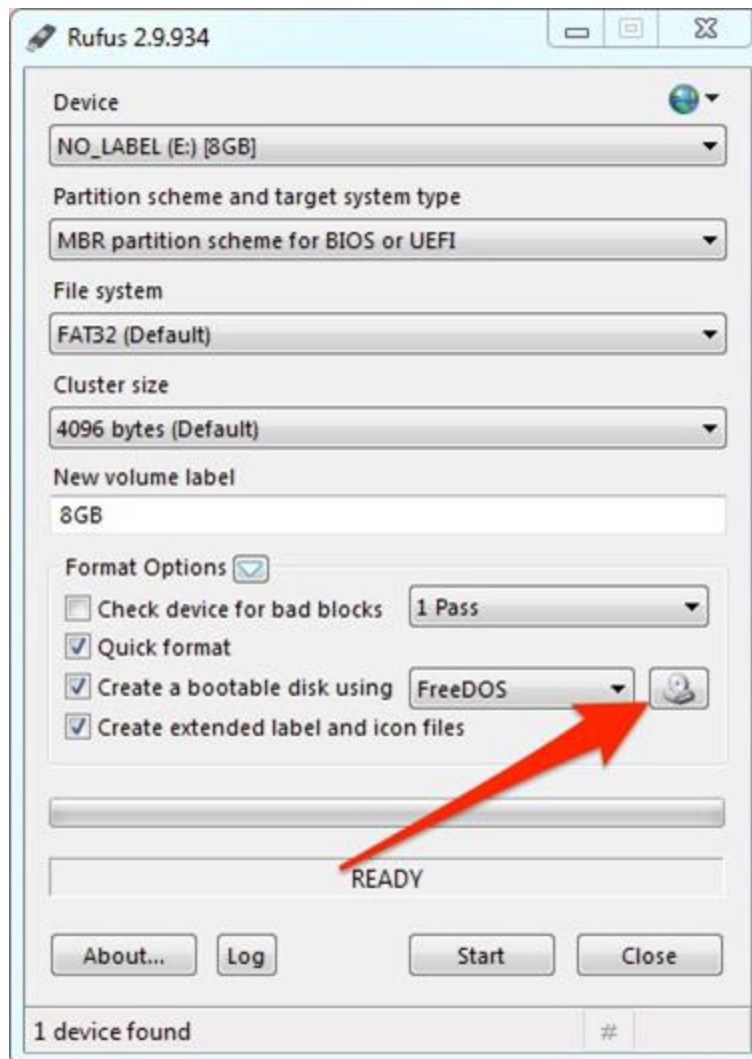 Rufus 2.9.934
Device
NO_LABEL (E:) [8GB]
Partition scheme and target system type
MBR partition scheme for BIOS or UEFI
File system
FAT32 (Default)
Cluster size
4096 bytes (Default)
New volume label
8GB
Format Options
Check device for bad blocks 1 Pass
Quick format
Create a bootable disk using FreeDOS
Create extended label and icon files
READY
About... Log Start Close
1 device found #